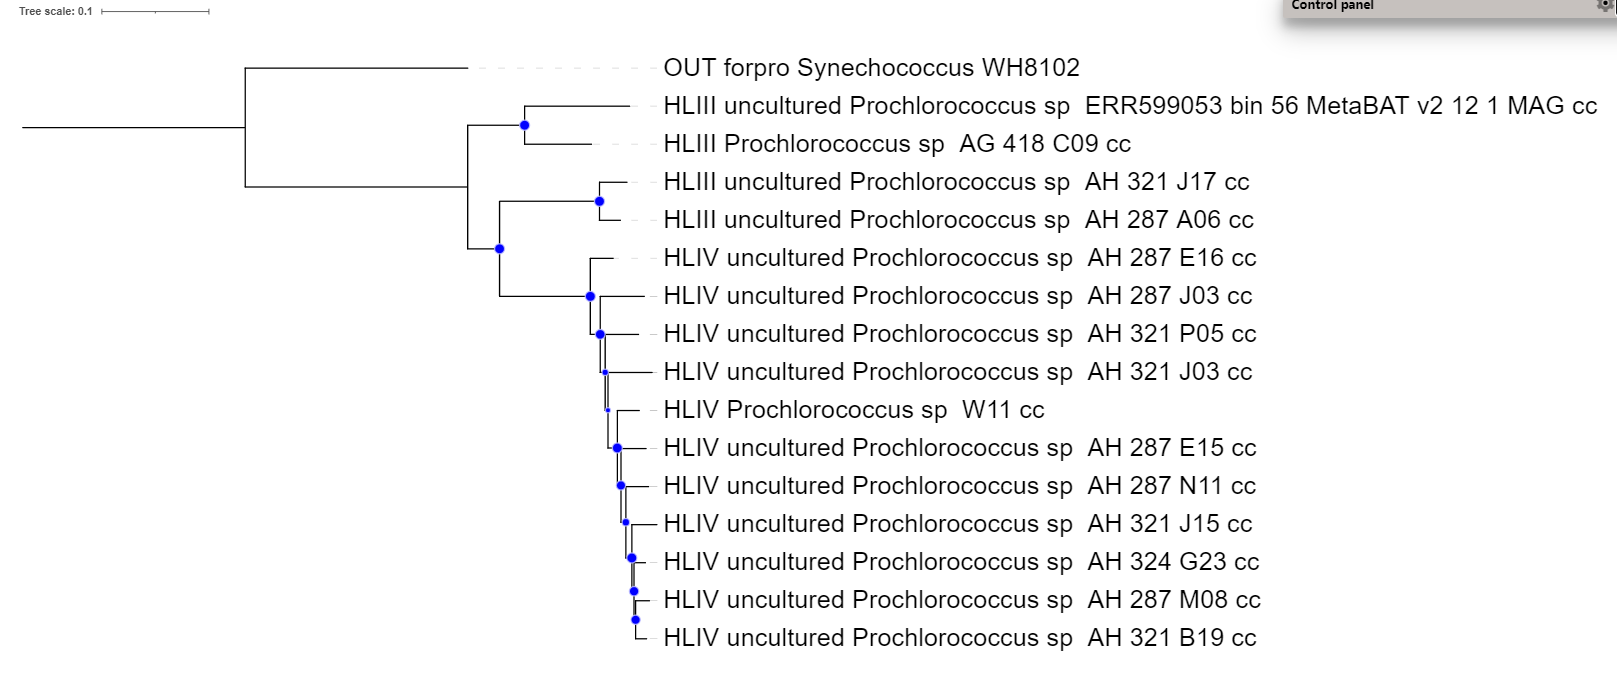 Tree scale: 0.1
Control panel
OUT forpro Synechococcus WH8102
HLIII uncultured Prochlorococcus sp  ERR599053 bin 56 MetaBAT v2 12 1 MAG cc
HLIII Prochlorococcus sp  AG 418 C09 cc
HLIII uncultured Prochlorococcus sp  AH 321 J17 cc
HLIII uncultured Prochlorococcus sp  AH 287 A06 cc
HLIV uncultured Prochlorococcus sp  AH 287 E16 cc
HLIV uncultured Prochlorococcus sp  AH 287 J03 cc
HLIV uncultured Prochlorococcus sp  AH 321 P05 cc
HLIV uncultured Prochlorococcus sp  AH 321 J03 cc
HLIV Prochlorococcus sp  W11 cc
HLIV uncultured Prochlorococcus sp  AH 287 E15 cc
HLIV uncultured Prochlorococcus sp  AH 287 N11 cc
HLIV uncultured Prochlorococcus sp  AH 321 J15 cc
HLIV uncultured Prochlorococcus sp  AH 324 G23 cc
HLIV uncultured Prochlorococcus sp  AH 287 M08 cc
HLIV uncultured Prochlorococcus sp  AH 321 B19 cc